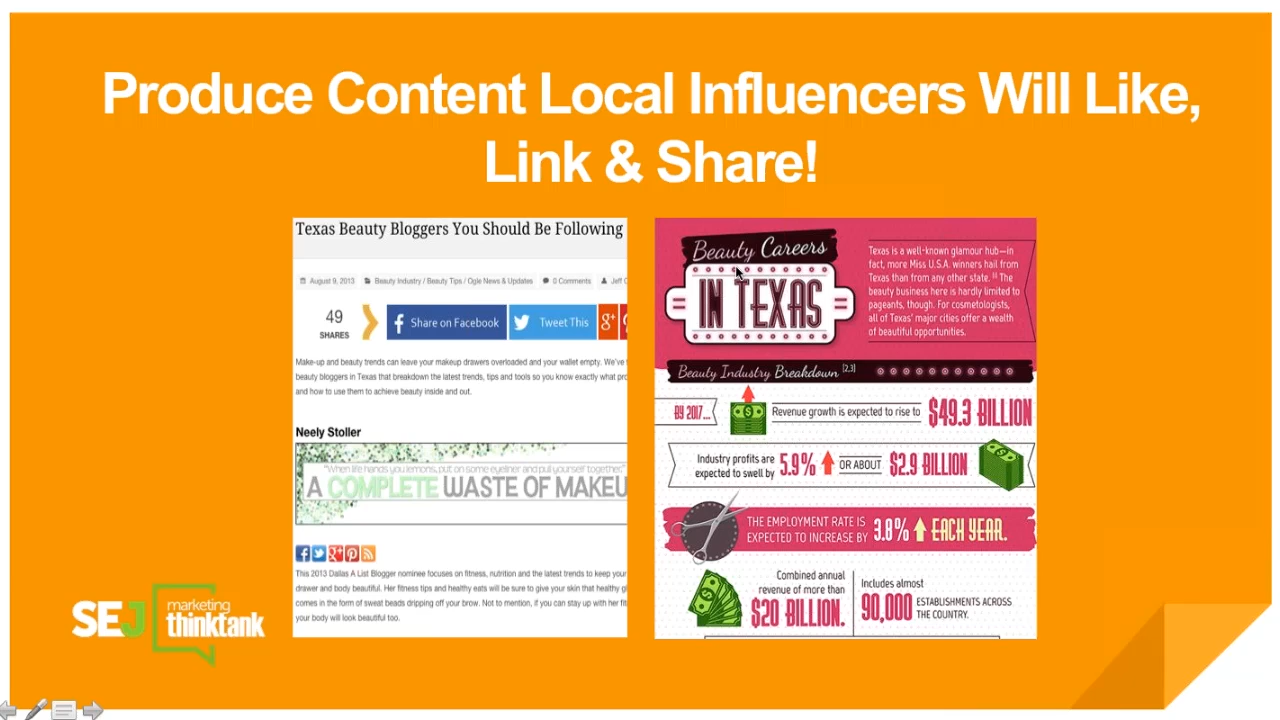 Produce Content Local Influencers Will Like,
Link & Share!
Texas Beauty Bloggers You Should Be Following
August 9, 2013 Beauty Industry / Beauty Tips / Ogle News & Updates 0 Comments Jeff
49
SHARES
Share on Facebook
Tweet This
Make-up and beauty trends can leave your makeup drawers overloaded and your wallet empty. We've
beauty bloggers in Texas that breakdown the latest trends, tips and tools so you know exactly what
and how to use them to achieve beauty inside and out.
Neely Stoller
"When life hands you lemons, put on some eyeliner and pull yourself together."
A COMPLETE WASTE OF MAKEU
This 2013 Dallas A List Blogger nominee focuses on fitness, nutrition and the latest trends to keep your
drawer and body beautiful. Her fitness tips and healthy eats will be sure to give your skin that healthy
comes in the form of sweat beads dripping off your brow. Not to mention, if you can stay up with her
your body will look beautiful too.
Beauty Careers
IN TEXAS
Texas is a well-known glamour hub—in
fact, more Miss U.S.A. winners hail from
Texas than from any other state. The
beauty business here is hardly limited to
pageants, though. For cosmetologists,
all of Texas' major cities offer a wealth
of beautiful opportunities.
Beauty Industry Breakdown [2,3]
BY 2017...
Revenue growth is expected to rise to
$49.3 BILLION
Industry profits are
expected to swell by
5.9%
OR ABOUT
$2.9 BILLION
THE EMPLOYMENT RATE IS
EXPECTED TO INCREASE BY
3.8%
EACH YEAR.
Combined annual
revenue of more than
$20 BILLION.
Includes almost
90,000
ESTABLISHMENTS ACROSS
THE COUNTRY.
SEJ marketing
thinktank